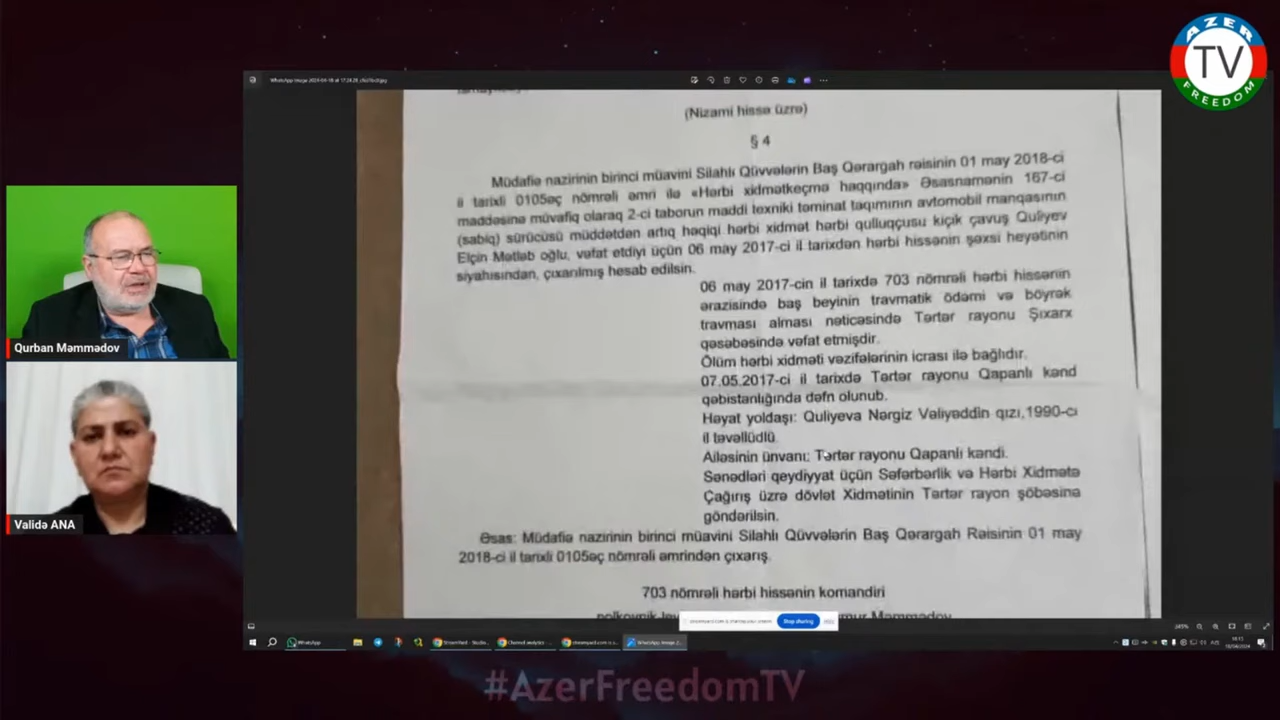 AZER
TV
FREEDOM
(Nizami hissə üzrə)
§ 4
Müdafiə nazirinin birinci müavini Silahlı Qüvvələrin Baş Qərargah rəisinin 01 may 2018-ci
il tarixli 0105əç nömrəli əmri ilə «Hərbi xidmətkeçmə haqqında» Əsasnamənin 167-ci
maddəsinə müvafiq olaraq 2-ci taborun maddi texniki təminat taqımının avtomobil manqasının
(sabiq) sürücüsü müddətdən artıq həqiqi hərbi xidmət hərbi qulluqçusu kiçik çavuş Quliyev
Elçin Mətləb oğlu, vəfat etdiyi üçün 06 may 2017-ci il tarixdən hərbi hissənin şəxsi heyətinin
siyahısından, çıxarılmış hesab edilsin.
06 may 2017-cin il tarixdə 703 nömrəli hərbi hissənin
ərazisində baş beyinin travmatik ödəmi və böyrək
travması alması nəticəsində Tərtər rayonu Şıxarx
qəsəbəsində vəfat etmişdir.
Ölüm hərbi xidməti vəzifələrinin icrası ilə bağlıdır.
07.05.2017-ci il tarixdə Tərtər rayonu Qapanlı kənd
qəbistanlığında dəfn olunub.
Həyat yoldaşı: Quliyeva Nərgiz Vəliyəddin qızı,1990-cı
il təvəllüdlü.
Ailəsinin ünvanı: Tərtər rayonu Qapanlı kəndi.
Sənədləri qeydiyyat üçün Səfərbərlik və Hərbi Xidmətə
Çağırış üzrə dövlət Xidmətinin Tərtər rayon şöbəsinə
göndərilsin.
Əsas: Müdafiə nazirinin birinci müavini Silahlı Qüvvələrin Baş Qərargah Rəisinin 01 may
2018-ci il tarixli 0105əç nömrəli əmrindən çıxarış.
703 nömrəli hərbi hissənin komandiri
polkovnik Məmmədov
Stop sharing
Qurban Məmmədov
Validə ANA
WhatsApp
#AzerFreedomTV